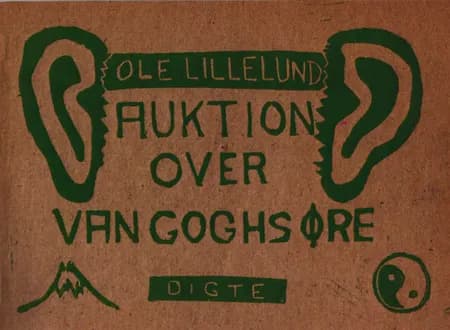 OLE LILLELUND
AUKTION
OVER
VAN GOGHS ØRE
DIGTE